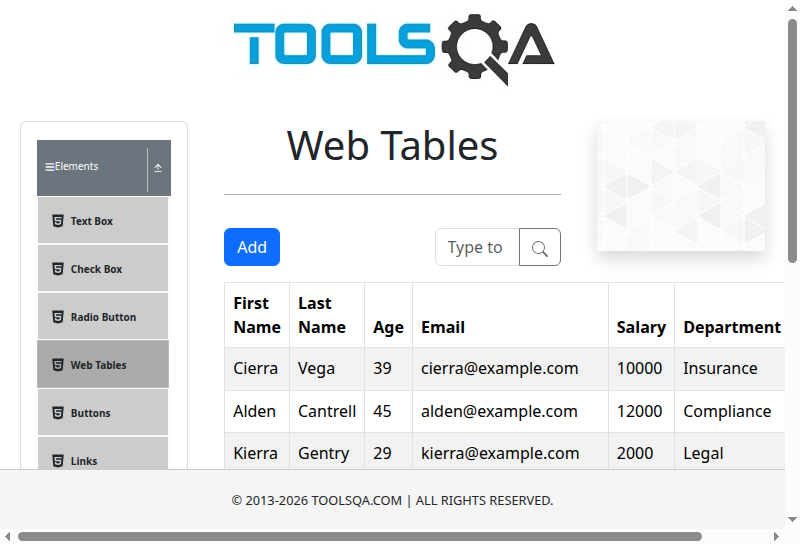 TOOLSQA
Elements
Text Box
Check Box
Radio Button
Web Tables
Buttons
Links
Web Tables
Add
Type to
First Name Last Name Age Email Salary Department
Cierra Vega 39 cierra@example.com 10000 Insurance
Alden Cantrell 45 alden@example.com 12000 Compliance
Kierra Gentry 29 kierra@example.com 2000 Legal
© 2013-2026 TOOLSQA.COM | ALL RIGHTS RESERVED.